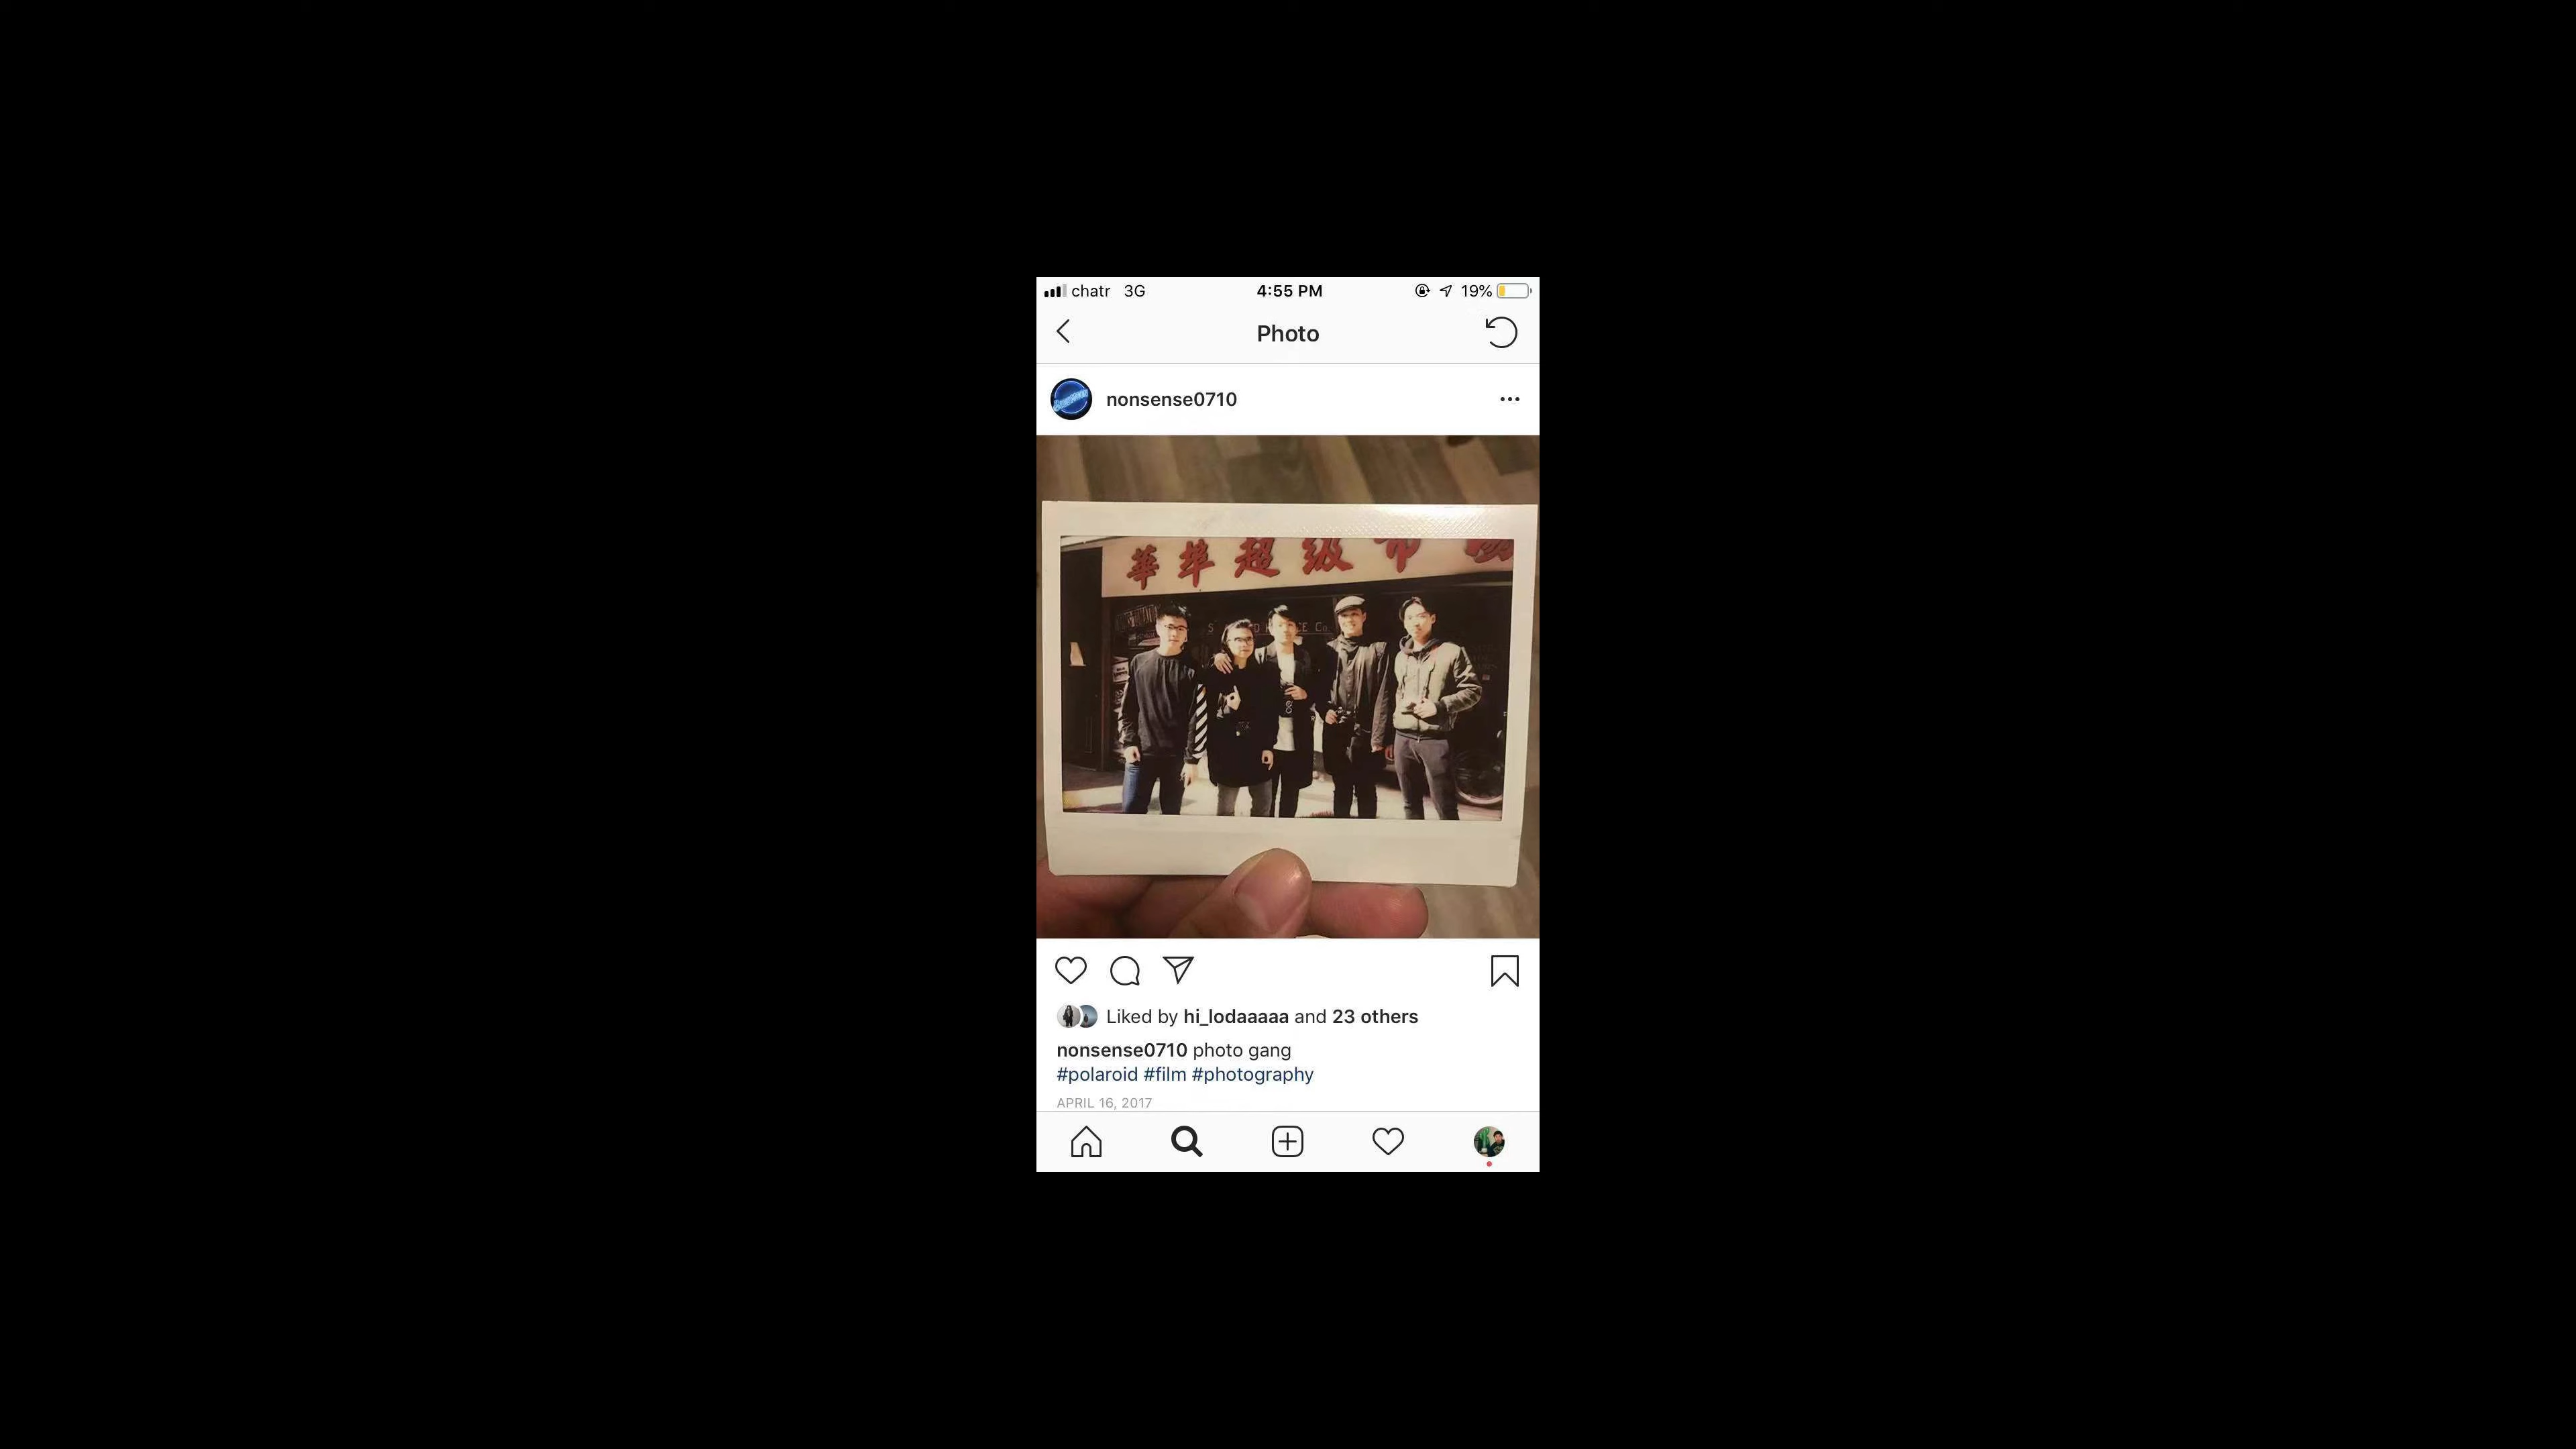 chatr 3G 4:55 PM 19%
Photo
nonsense0710
華埠超级市
Liked by hi_lodaaaaa and 23 others
nonsense0710 photo gang
#polaroid #film #photography
APRIL 16, 2017